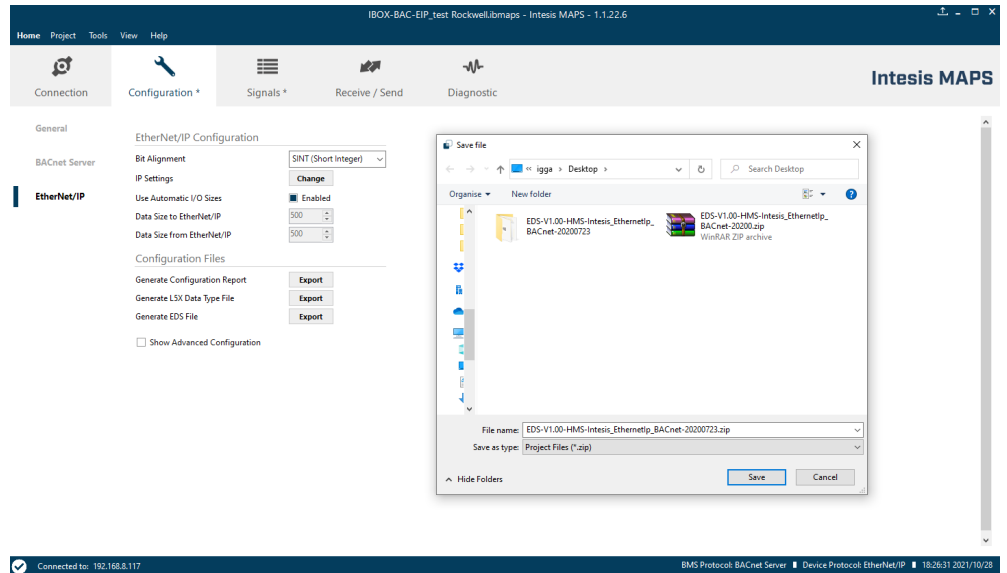 IBOX-BAC-EIP_test Rockwell.ibmaps - Intesis MAPS - 1.1.22.6
Home Project Tools View Help
Connection
Configuration *
Signals *
Receive / Send
Diagnostic
Intesis MAPS
General
BACnet Server
EtherNet/IP
EtherNet/IP Configuration
Bit Alignment SINT (Short Integer)
IP Settings Change
Use Automatic I/O Sizes Enabled
Data Size to EtherNet/IP 500
Data Size from EtherNet/IP 500
Configuration Files
Generate Configuration Report Export
Generate L5X Data Type File Export
Generate EDS File Export
Show Advanced Configuration
Save file
« igga › Desktop ›
Search Desktop
Organise New folder
EDS-V1.00-HMS-Intesis_EthernetIp_
BACnet-20200723
EDS-V1.00-HMS-Intesis_EthernetIp_
BACnet-20200.zip
WinRAR ZIP archive
File name: EDS-V1.00-HMS-Intesis_EthernetIp_BACnet-20200723.zip
Save as type: Project Files (*.zip)
Hide Folders
Save
Cancel
Connected to: 192.168.8.117
BMS Protocol: BACnet Server Device Protocol: EtherNet/IP 18:26:31 2021/10/28